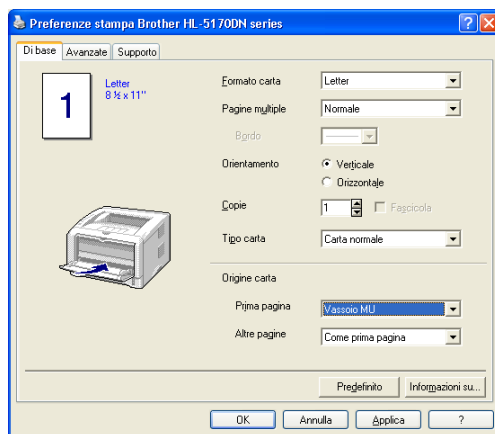 Preferenze stampa Brother HL-5170DN series
Di base Avanzate Supporto
1
Letter
8 ½ x 11"
Formato carta Letter
Pagine multiple Normale
Bordo
Orientamento Verticale
Orizzontale
Copie 1 Fascicola
Tipo carta Carta normale
Origine carta
Prima pagina Vassoio MU
Altre pagine Come prima pagina
Predefinito Informazioni su...
OK Annulla Applica ?